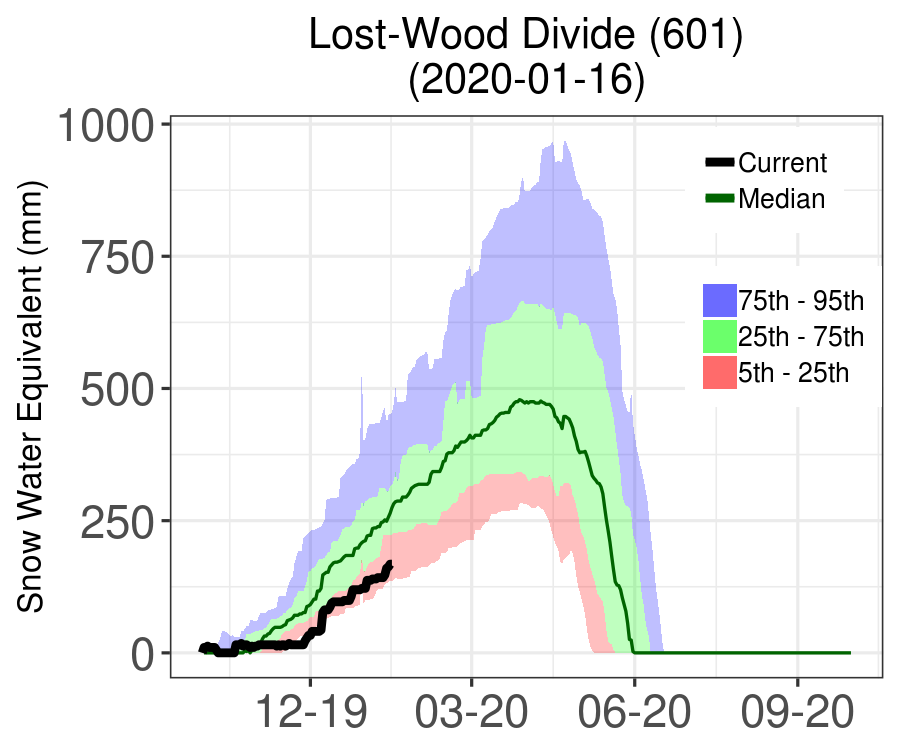 Lost-Wood Divide (601)
(2020-01-16)
Snow Water Equivalent (mm)
1000
750
500
250
0
12-19
03-20
06-20
09-20
Current
Median
75th - 95th
25th - 75th
5th - 25th